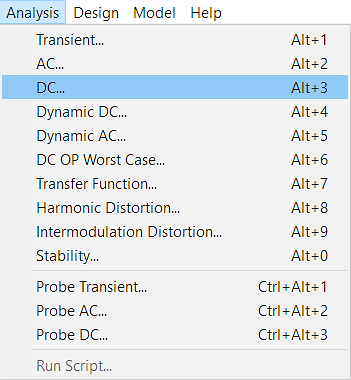 Analysis Design Model Help
Transient... Alt+1
AC... Alt+2
DC... Alt+3
Dynamic DC... Alt+4
Dynamic AC... Alt+5
DC OP Worst Case... Alt+6
Transfer Function... Alt+7
Harmonic Distortion... Alt+8
Intermodulation Distortion... Alt+9
Stability... Alt+0
Probe Transient... Ctrl+Alt+1
Probe AC... Ctrl+Alt+2
Probe DC... Ctrl+Alt+3
Run Script...